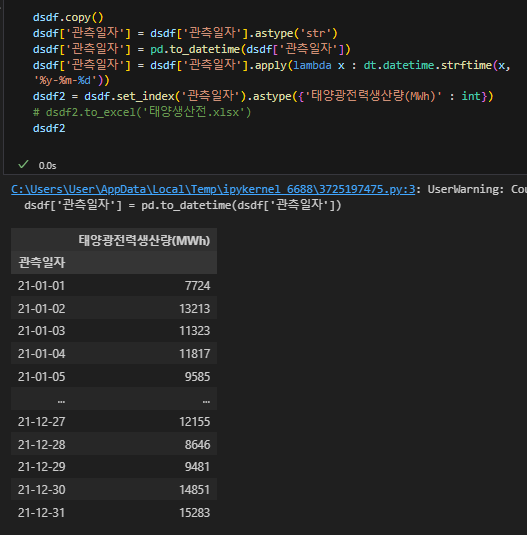 dsdf.copy()
dsdf['관측일자'] = dsdf['관측일자'].astype('str')
dsdf['관측일자'] = pd.to_datetime(dsdf['관측일자'])
dsdf['관측일자'] = dsdf['관측일자'].apply(lambda x : dt.datetime.strftime(x,
'%y-%m-%d'))
dsdf2 = dsdf.set_index('관측일자').astype({'태양광전력생산량(MWh)' : int})
# dsdf2.to_excel('태양생산전.xlsx')
dsdf2
0.0s
C:\Users\User\AppData\Local\Temp\ipykernel_6688\3725197475.py:3: UserWarning: Cou
dsdf['관측일자'] = pd.to_datetime(dsdf['관측일자'])
태양광전력생산량(MWh)
관측일자
21-01-01 7724
21-01-02 13213
21-01-03 11323
21-01-04 11817
21-01-05 9585
... ...
21-12-27 12155
21-12-28 8646
21-12-29 9481
21-12-30 14851
21-12-31 15283